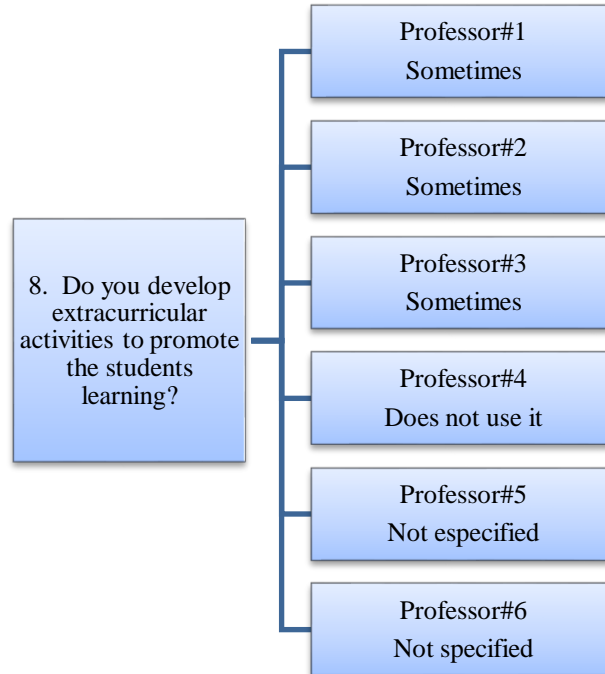 8. Do you develop
extracurricular
activities to promote
the students
learning?
Professor#1
Sometimes
Professor#2
Sometimes
Professor#3
Sometimes
Professor#4
Does not use it
Professor#5
Not especified
Professor#6
Not specified